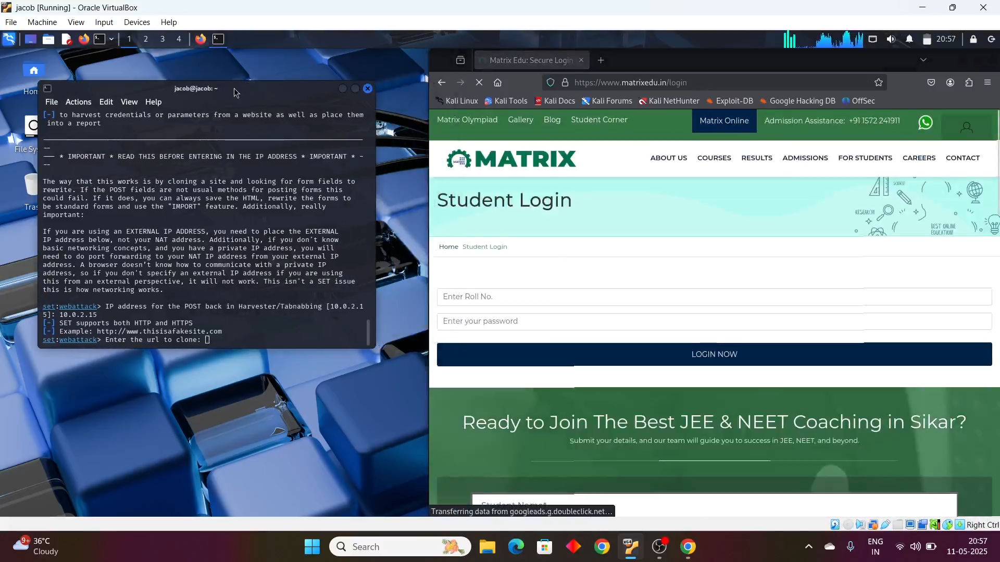 jacob [Running] - Oracle VirtualBox
File Machine View Input Devices Help
1 2 3 4
20:57
jacob@jacob: ~
File Actions Edit View Help
[-] to harvest credentials or parameters from a website as well as place them
into a report
--- * IMPORTANT * READ THIS BEFORE ENTERING IN THE IP ADDRESS * IMPORTANT * -
--
The way that this works is by cloning a site and looking for form fields to
rewrite. If the POST fields are not usual methods for posting forms this
could fail. If it does, you can always save the HTML, rewrite the forms to
be standard forms and use the "IMPORT" feature. Additionally, really
important:
If you are using an EXTERNAL IP ADDRESS, you need to place the EXTERNAL
IP address below, not your NAT address. Additionally, if you don't know
basic networking concepts, and you have a private IP address, you will
need to do port forwarding to your NAT IP address from your external IP
address. A browser doesn't know how to communicate with a private IP
address, so if you don't specify an external IP address if you are using
this from an external perspective, it will not work. This isn't a SET issue
this is how networking works.
set:webattack> IP address for the POST back in Harvester/Tabnabbing [10.0.2.1
5]: 10.0.2.15
[-] SET supports both HTTP and HTTPS
[-] Example: http://www.thisisafakesite.com
set:webattack> Enter the url to clone:
Hom
File Sy
Tras
Matrix Edu: Secure Login
https://www.matrixedu.in/login
Kali Linux Kali Tools Kali Docs Kali Forums Kali NetHunter Exploit-DB Google Hacking DB OffSec
Matrix Olympiad Gallery Blog Student Corner Matrix Online Admission Assistance: +91 1572 241911
MATRIX
MATRIX ABOUT US COURSES RESULTS ADMISSIONS FOR STUDENTS CAREERS CONTACT
Student Login
SCIENCE!
RESEARCH!
BEST ONLINE
EDUCATION!
Home Student Login
Enter Roll No.
Enter your password
LOGIN NOW
Ready to Join The Best JEE & NEET Coaching in Sikar?
Submit your details, and our team will guide you to success in JEE, NEET, and beyond.
Student Name*
Transferring data from googleads.g.doubleclick.net…
Right Ctrl
9+
36°C
Cloudy
Search
x64
ENG
IN
20:57
11-05-2025